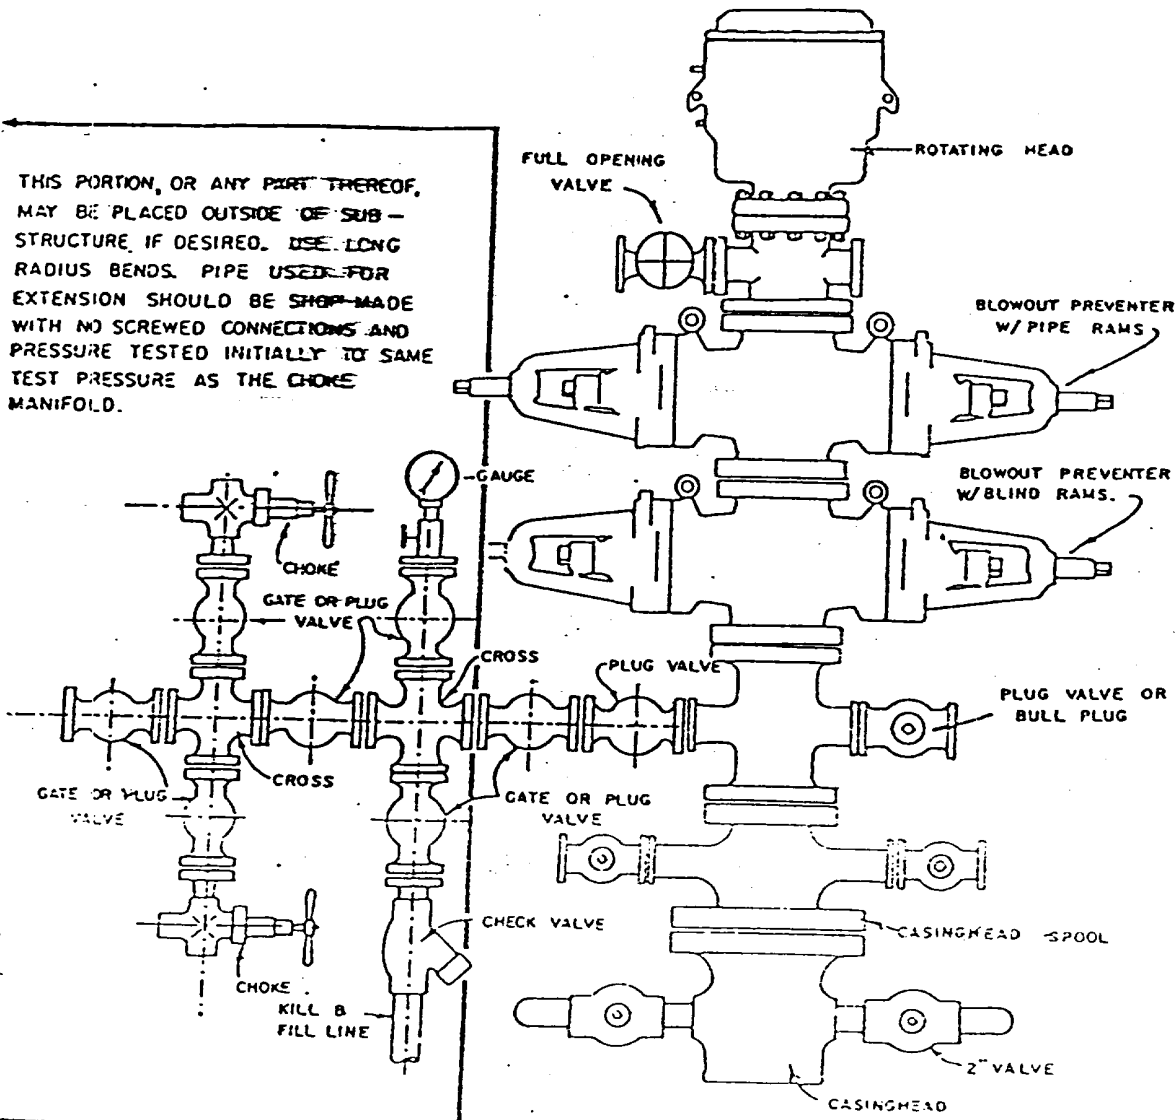 THIS PORTION, OR ANY PART THEREOF,
MAY BE PLACED OUTSIDE OF SUB-
STRUCTURE IF DESIRED. USE LONG
RADIUS BENDS. PIPE USED FOR
EXTENSION SHOULD BE SHOP MADE
WITH NO SCREWED CONNECTIONS AND
PRESSURE TESTED INITIALLY TO SAME
TEST PRESSURE AS THE CHOKE
MANIFOLD.
FULL OPENING
VALVE
ROTATING HEAD
BLOWOUT PREVENTER
W/PIPE RAMS
BLOWOUT PREVENTER
W/BLIND RAMS.
GAUGE
CHOKE
GATE OR PLUG
VALVE
CROSS
PLUG VALVE
PLUG VALVE OR
BULL PLUG
CROSS
GATE OR PLUG
VALVE
GATE OR PLUG
VALVE
CHECK VALVE
CASINGHEAD SPOOL
CHOKE
KILL &
FILL LINE
2" VALVE
CASINGHEAD